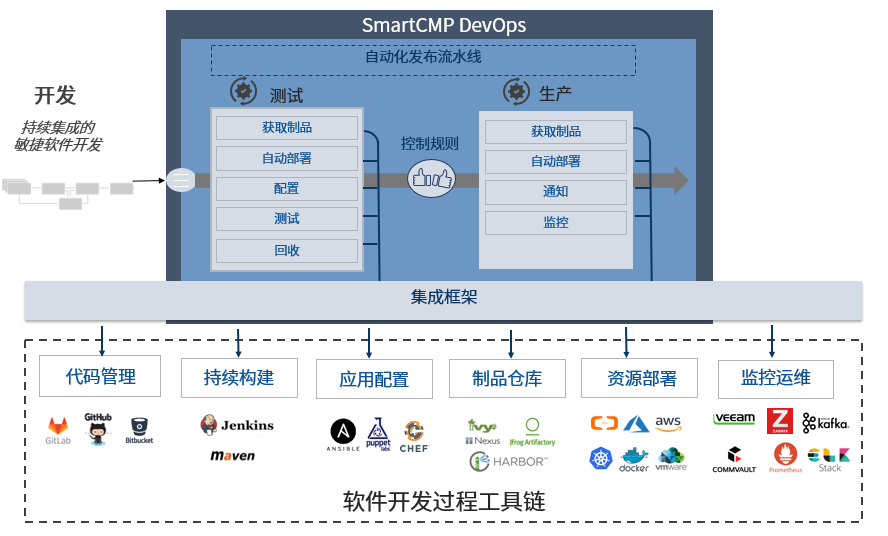 SmartCMP DevOps
自动化发布流水线
开发
持续集成的
敏捷软件开发
测试
获取制品
自动部署
配置
测试
回收
控制规则
生产
获取制品
自动部署
通知
监控
集成框架
代码管理
持续构建
应用配置
制品仓库
资源部署
监控运维
GitLab
GitHub
Bitbucket
Jenkins
maven
ANSIBLE
puppet
labs
CHEF
Nexus
JFrog Artifactory
HARBOR™
aws
docker
vmware
veeam
Z
ZABBIX
kafka
COMMVAULT
Prometheus
Stack
软件开发过程工具链